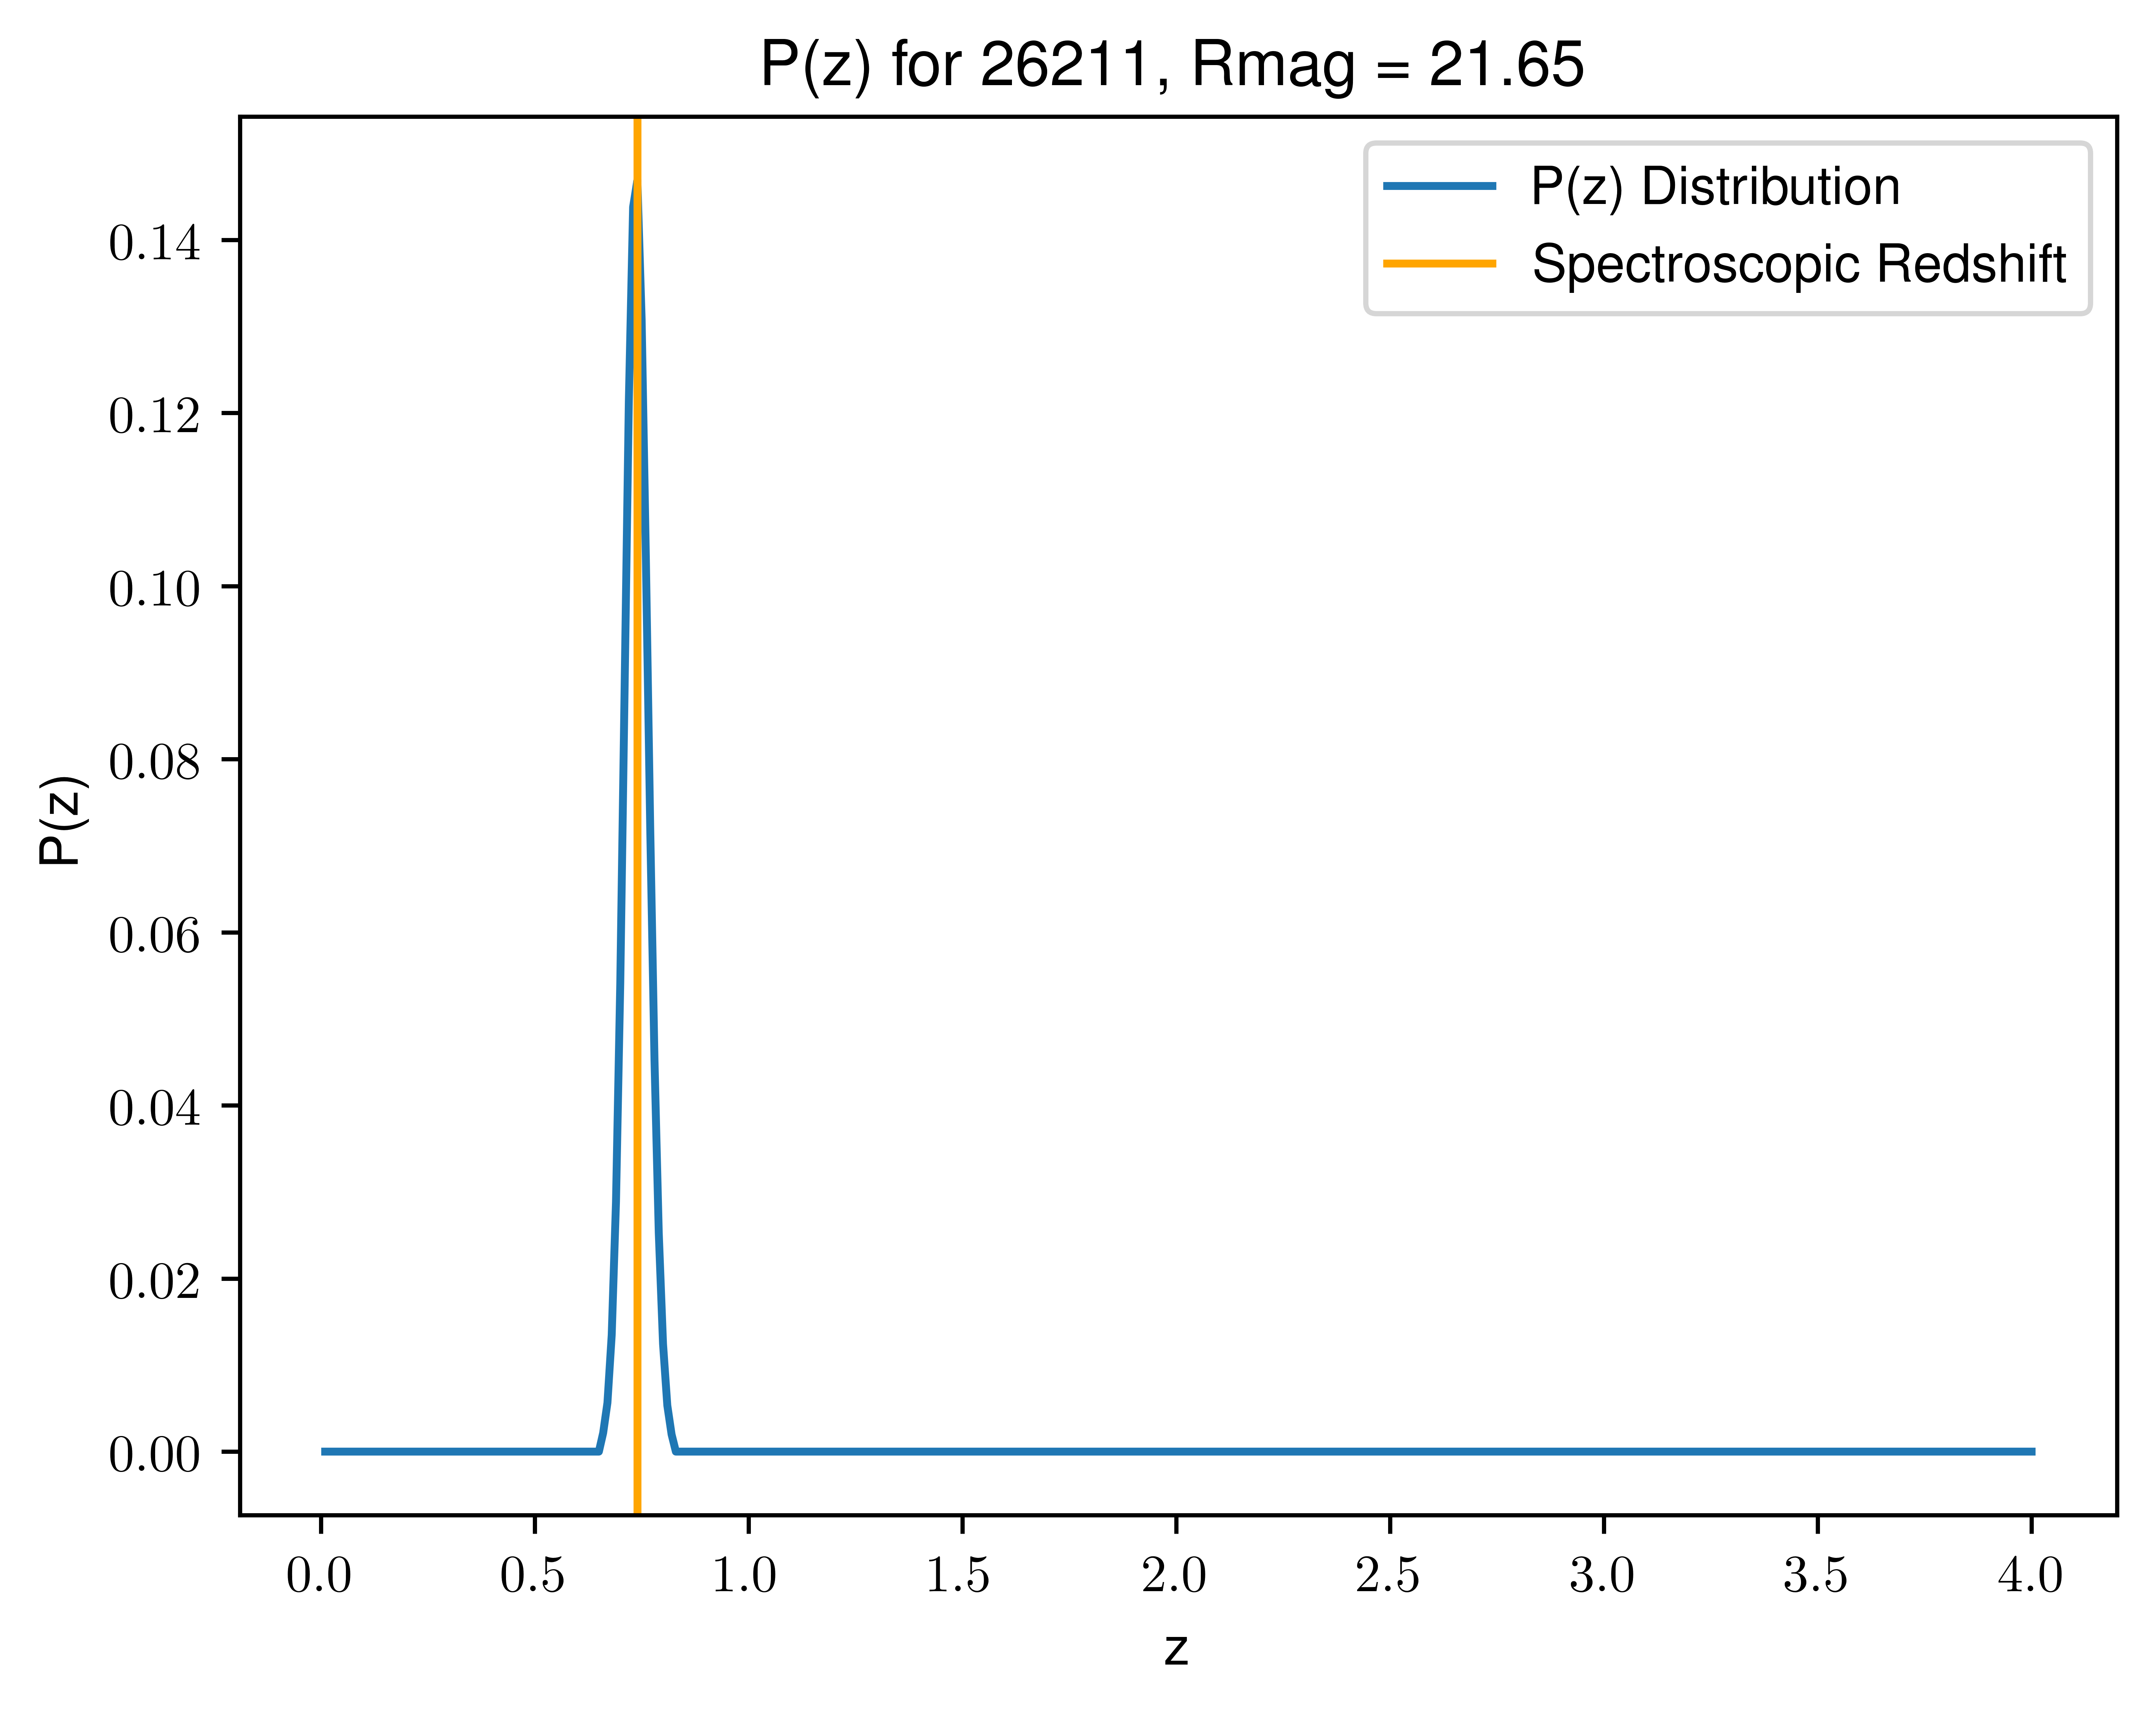 P(z) for 26211, Rmag = 21.65
P(z) Distribution
Spectroscopic Redshift
P(z)
0.14
0.12
0.10
0.08
0.06
0.04
0.02
0.00
0.0 0.5 1.0 1.5 2.0 2.5 3.0 3.5 4.0
z